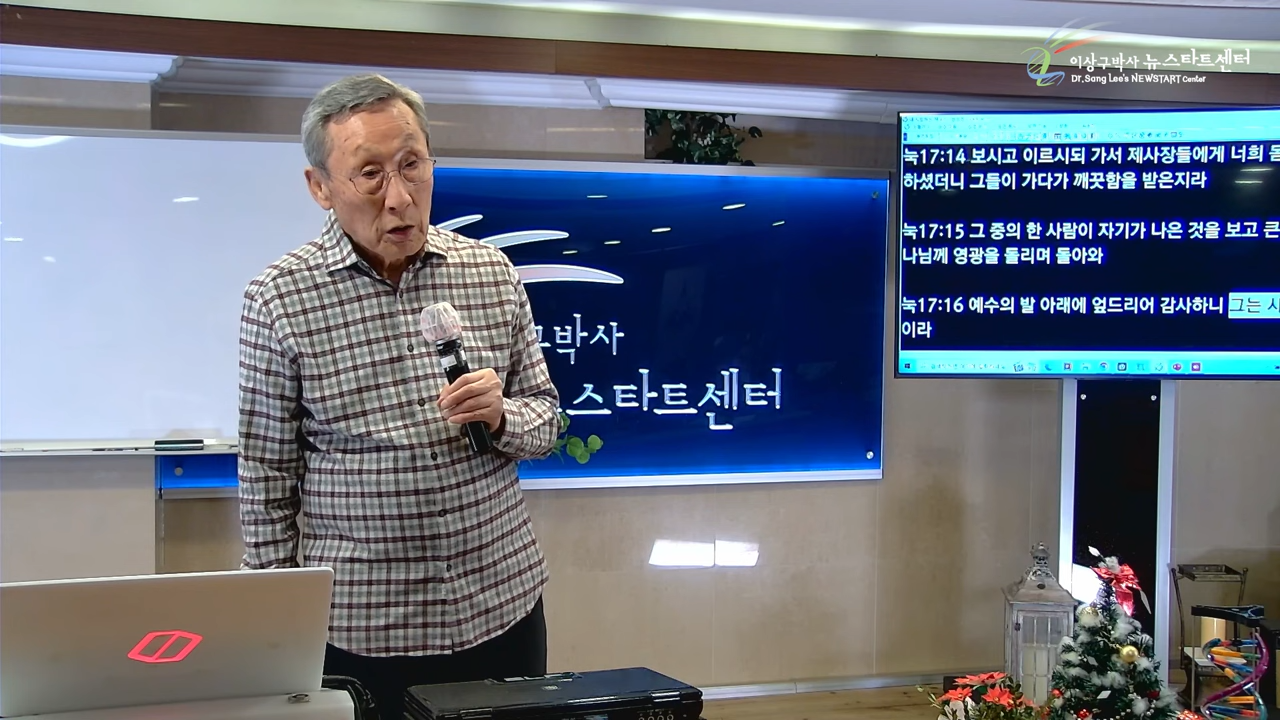 이상구박사 뉴스타트센터
Dr. Sang Lee's NEWSTART Center
눅17:14 보시고 이르시되 가서 제사장들에게 너희
하셨더니 그들이 가다가 깨끗함을 받은지라
눅17:15 그 중의 한 사람이 자기가 나은 것을 보고 큰
나님께 영광을 돌리며 돌아와
눅17:16 예수의 발 아래에 엎드리어 감사하니 그는
이라
구박사
스타트센터